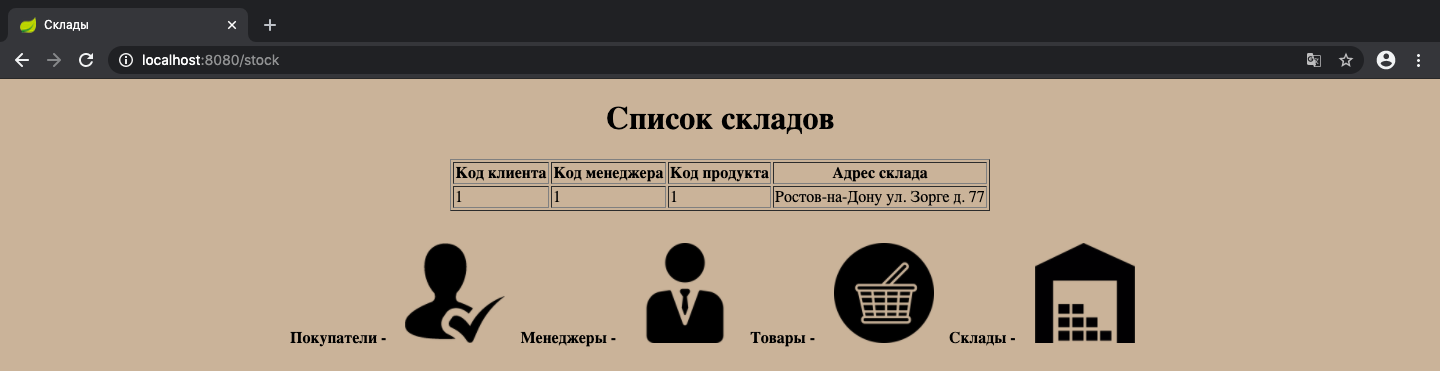 Склады
localhost:8080/stock
Список складов
Код клиента Код менеджера Код продукта Адрес склада
1 1 1 Ростов-на-Дону ул. Зорге д. 77
Покупатели - Менеджеры - Товары - Склады -